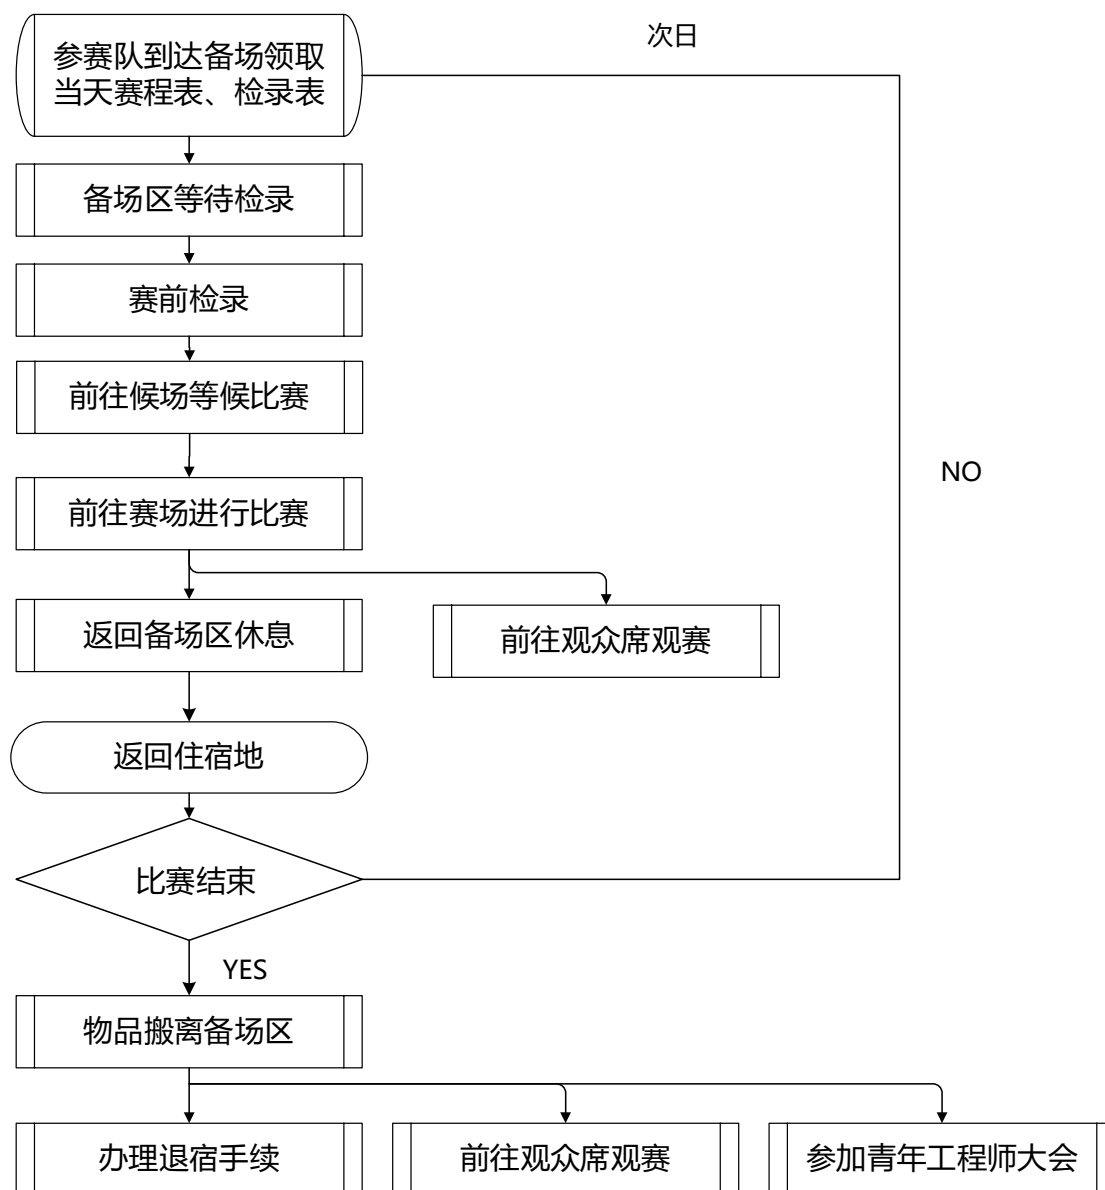 次日
参赛队到达备场领取
当天赛程表、检录表
备场区等待检录
赛前检录
前往候场等候比赛
NO
前往赛场进行比赛
返回备场区休息
前往观众席观赛
返回住宿地
比赛结束
YES
物品搬离备场区
办理退宿手续
前往观众席观赛
参加青年工程师大会